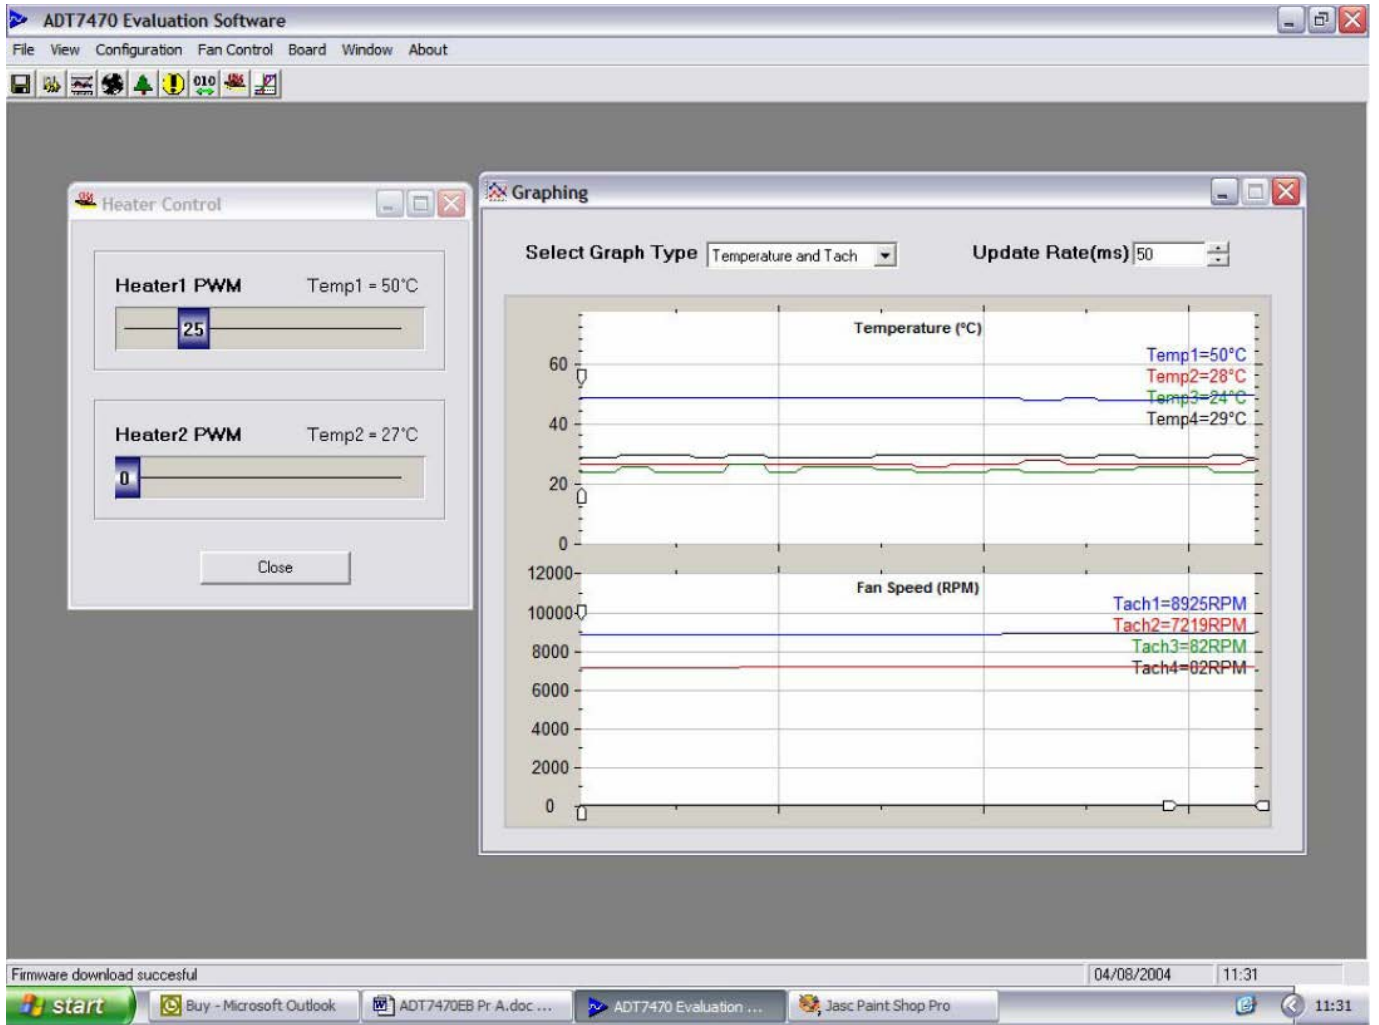 ADT7470 Evaluation Software
File View Configuration Fan Control Board Window About
010
Heater Control
Heater1 PWM Temp1 = 50°C
25
Heater2 PWM Temp2 = 27°C
0
Close
Graphing
Select Graph Type Temperature and Tach Update Rate(ms) 50
Temperature (ºC)
Temp1=50°C
60
Temp2=28°C
Temp3=24°C
40
Temp4=29°C
20
0
12000
Fan Speed (RPM)
Tach1=8925RPM
10000
Tach2=7219RPM
Tach3=82RPM
8000
Tach4=82RPM
6000
4000
2000
0
Firmware download succesful 04/08/2004 11:31
start Buy - Microsoft Outlook ADT7470EB Pr A.doc ... ADT7470 Evaluation ... Jasc Paint Shop Pro 11:31